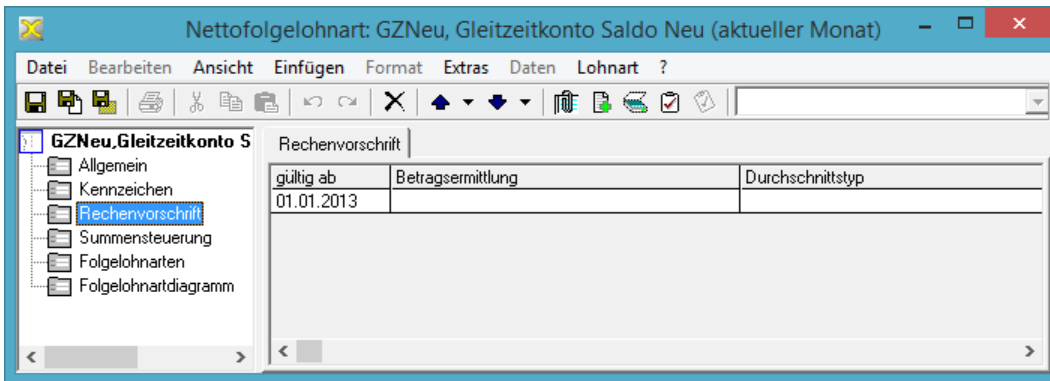 Nettofolgelohnart: GZNeu, Gleitzeitkonto Saldo Neu (aktueller Monat)
Datei Bearbeiten Ansicht Einfügen Format Extras Daten Lohnart ?
GZNeu,Gleitzeitkonto S
Allgemein
Kennzeichen
Rechenvorschrift
Summensteuerung
Folgelohnarten
Folgelohnartdiagramm
Rechenvorschrift
gültig ab Betragsermittlung Durchschnittstyp
01.01.2013